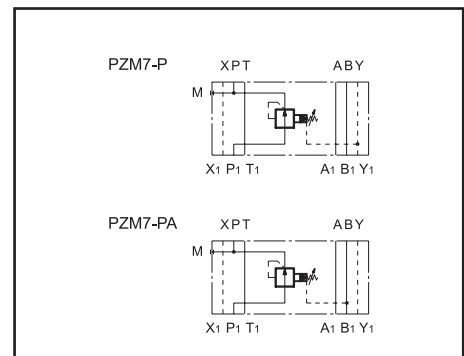 PZM7-P XPT ABY
M
X1 P1 T1 A1 B1 Y1
PZM7-PA XPT ABY
M
X1 P1 T1 A1 B1 Y1